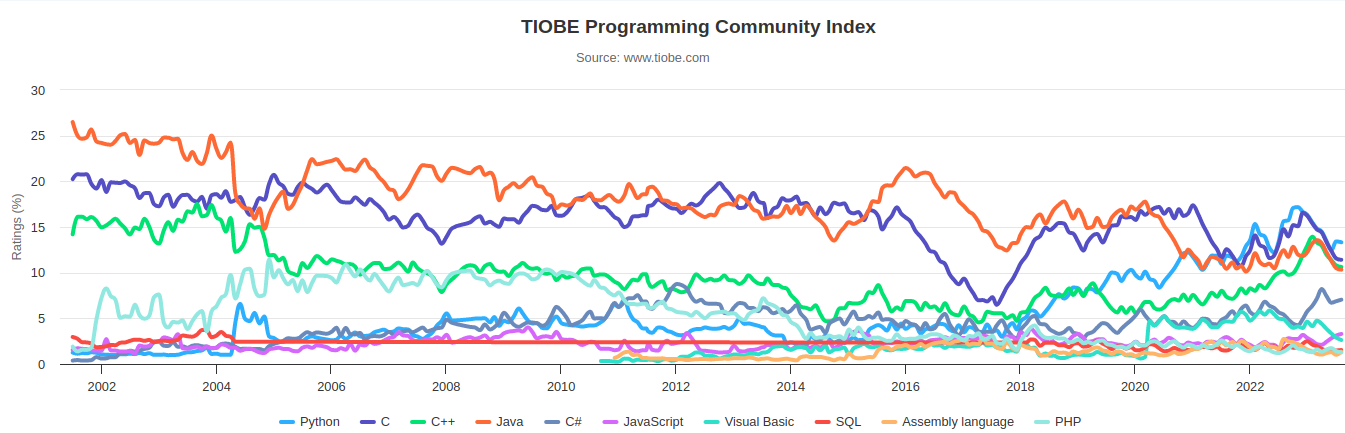 TIOBE Programming Community Index
Source: www.tiobe.com
Ratings (%)
30
25
20
15
10
5
0
2002 2004 2006 2008 2010 2012 2014 2016 2018 2020 2022
Python C C++ Java C# JavaScript Visual Basic SQL Assembly language PHP